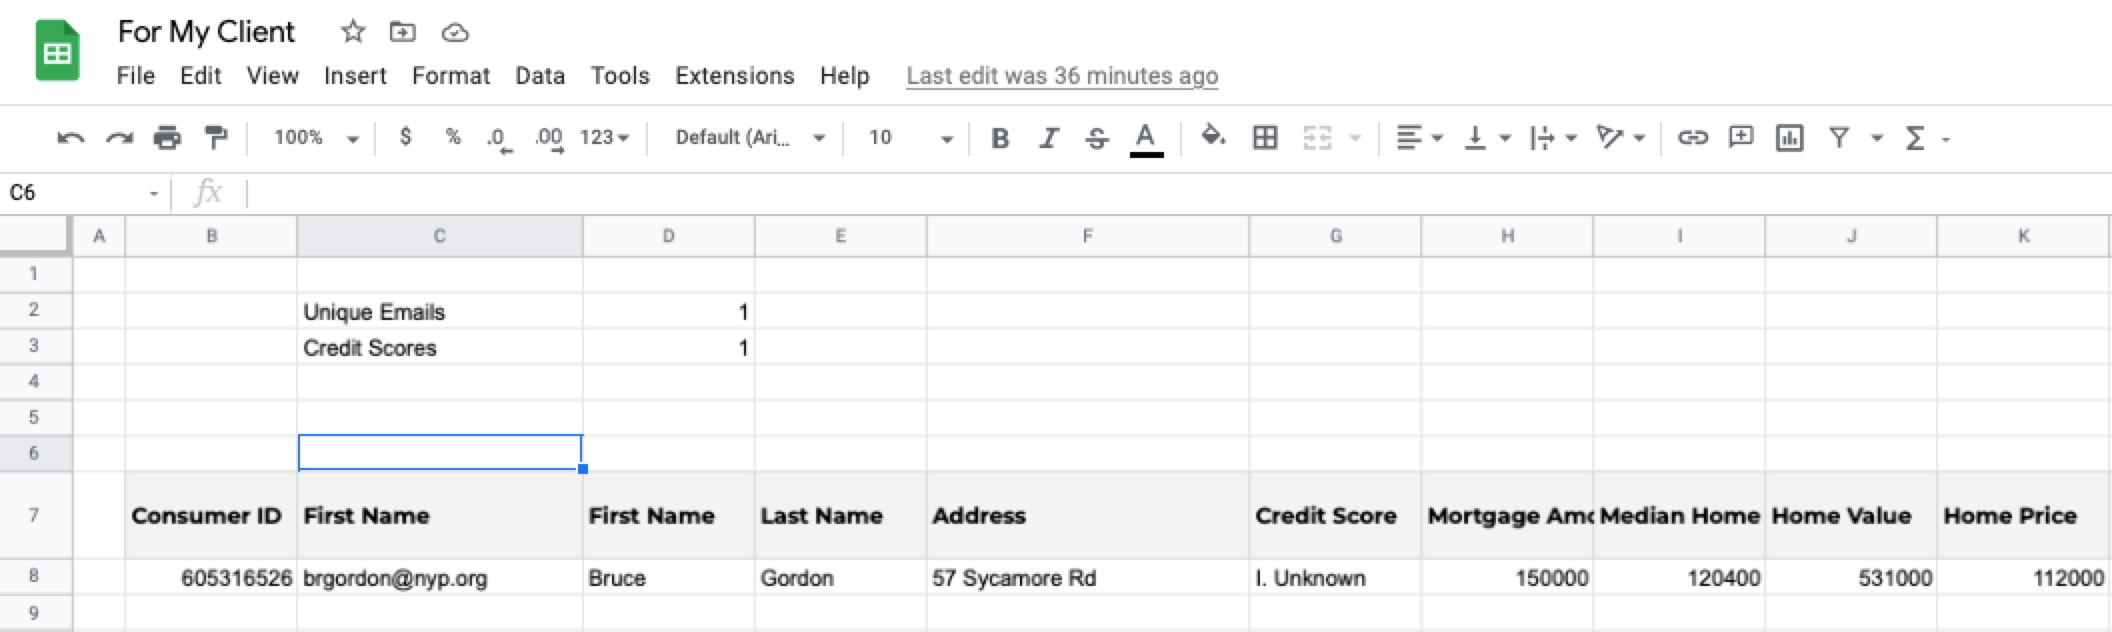 For My Client
File Edit View Insert Format Data Tools Extensions Help Last edit was 36 minutes ago
100% $ % .0 .00 123 Default (Ari... 10 B I S A Σ
C6 fx
A B C D E F G H I J K
1
2 Unique Emails 1
3 Credit Scores 1
4
5
6
7 Consumer ID First Name First Name Last Name Address Credit Score Mortgage Amo Median Home Home Value Home Price
8 605316526 brgordon@nyp.org Bruce Gordon 57 Sycamore Rd I. Unknown 150000 120400 531000 112000
9